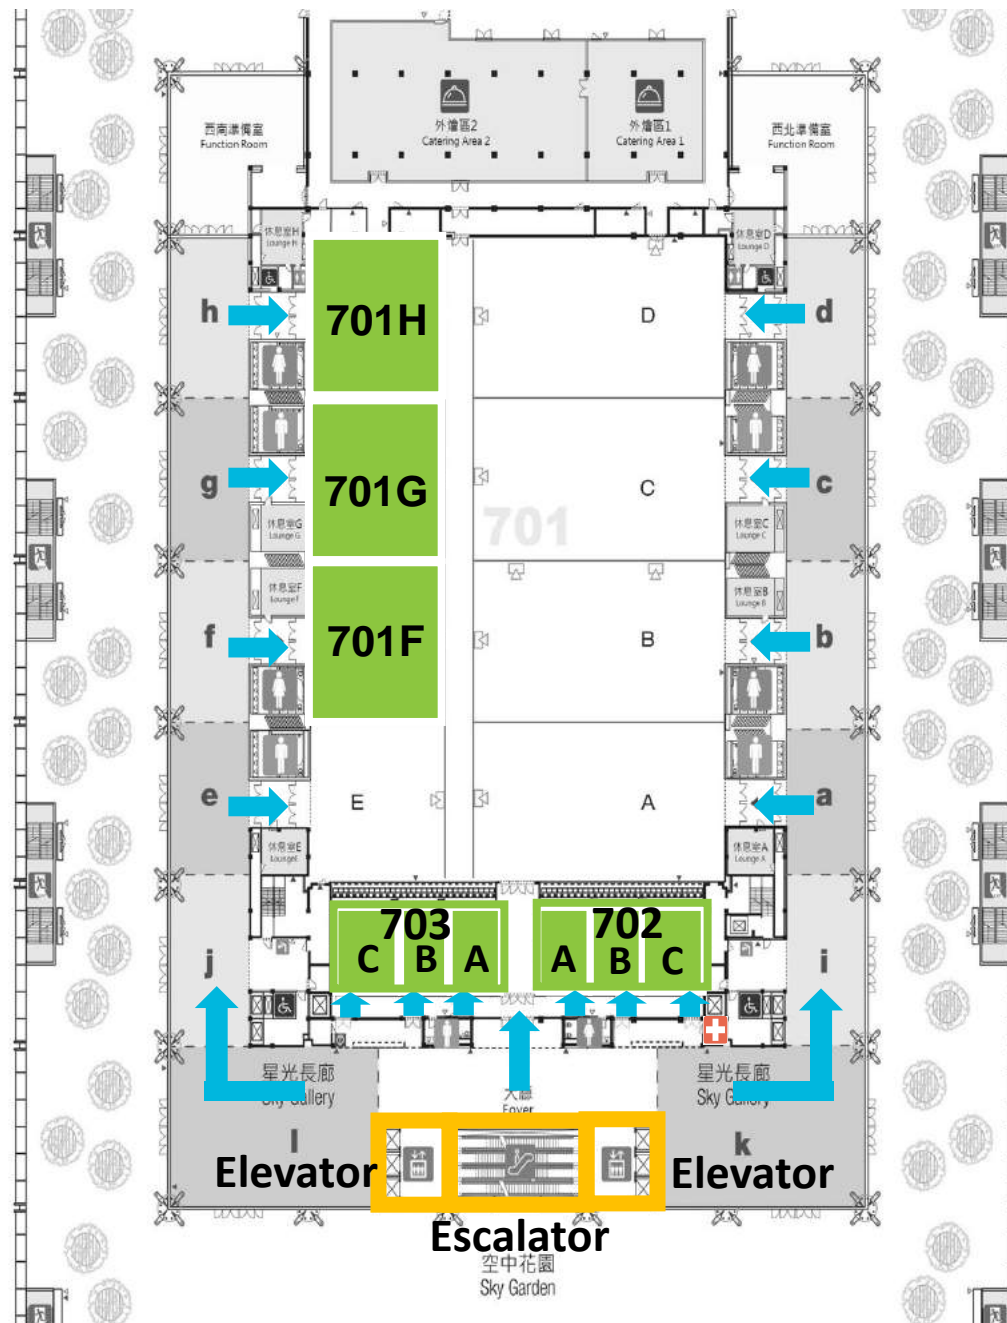 外燴區2
Catering Area 2
外燴區1
Catering Area 1
西南準備室
Function Room
西北準備室
Function Room
休息室H
Lounge H
休息室D
Lounge D
h
701H
D
d
g
701G
701
C
c
休息室G
Lounge G
休息室C
Lounge C
休息室F
Lounge F
休息室B
Lounge B
f
701F
B
b
e
E
A
a
休息室E
Lounge E
休息室A
Lounge A
703
702
C B A
A B C
j
i
星光長廊
Sky Gallery
大廳
Foyer
星光長廊
Sky Gallery
l
k
Elevator
Elevator
Escalator
空中花園
Sky Garden